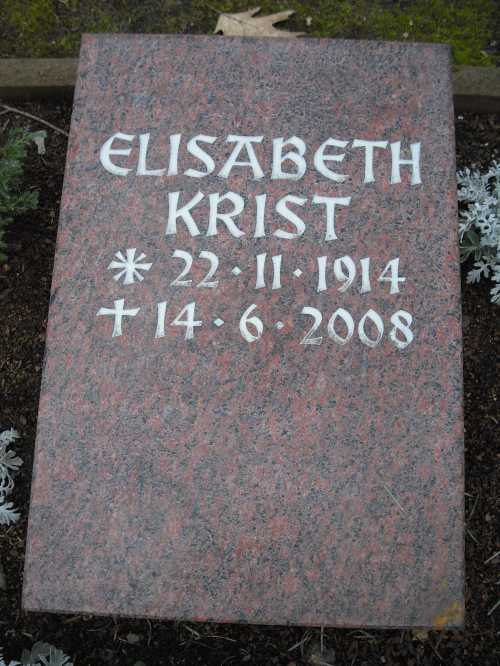 ELISABETH
KRIST
* 22·11·1914
† 14·6·2008